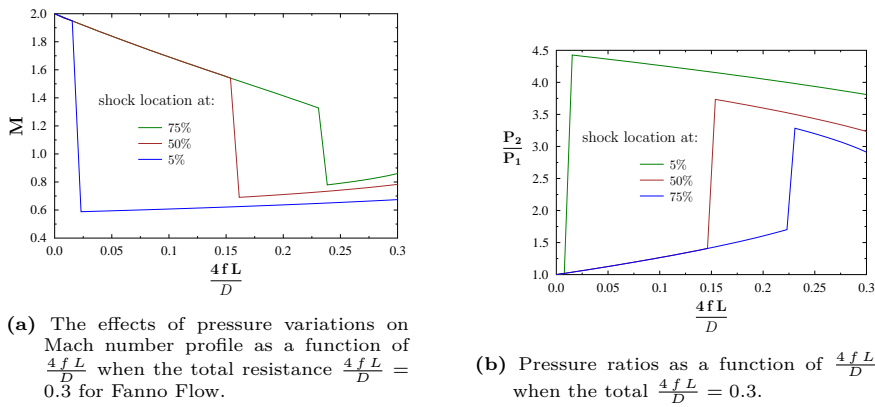 2.0
1.8
1.6
1.4
1.2
1.0
0.8
0.6
0.4
M
shock location at:
75%
50%
5%
0.0 0.05 0.1 0.15 0.2 0.25 0.3
4 f L
D
(a) The effects of pressure variations on
Mach number profile as a function of
4 f L / D when the total resistance 4 f L / D =
0.3 for Fanno Flow.
4.5
4.0
3.5
3.0
2.5
2.0
1.5
1.0
P2
P1
shock location at:
5%
50%
75%
0.0 0.05 0.1 0.15 0.2 0.25 0.3
4 f L
D
(b) Pressure ratios as a function of 4 f L / D
when the total 4 f L / D = 0.3.